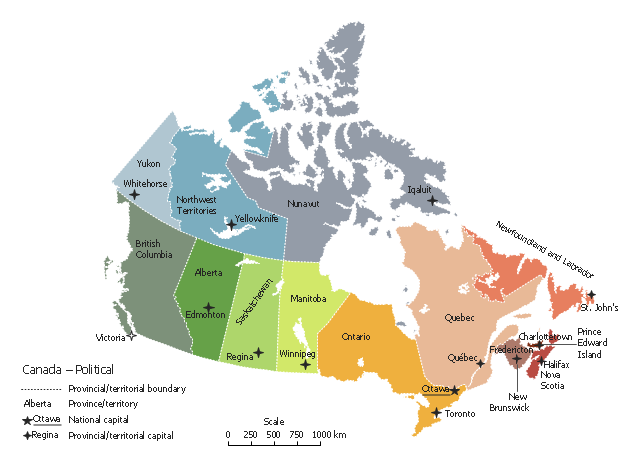 Yukon
Whitehorse
Northwest
Territories
Yellowknife
Nunavut
Iqaluit
British
Columbia
Victoria
Alberta
Edmonton
Saskatchewan
Regina
Manitoba
Winnipeg
Ontario
Ottawa
Toronto
Quebec
Québec
Newfoundland and Labrador
St. John's
Charlottetown
Prince
Edward
Island
Fredericton
Halifax
Nova
Scotia
New
Brunswick
Canada – Political
Provincial/territorial boundary
Alberta Province/territory
Ottawa National capital
Regina Provincial/territorial capital
Scale
0 250 500 1000 km